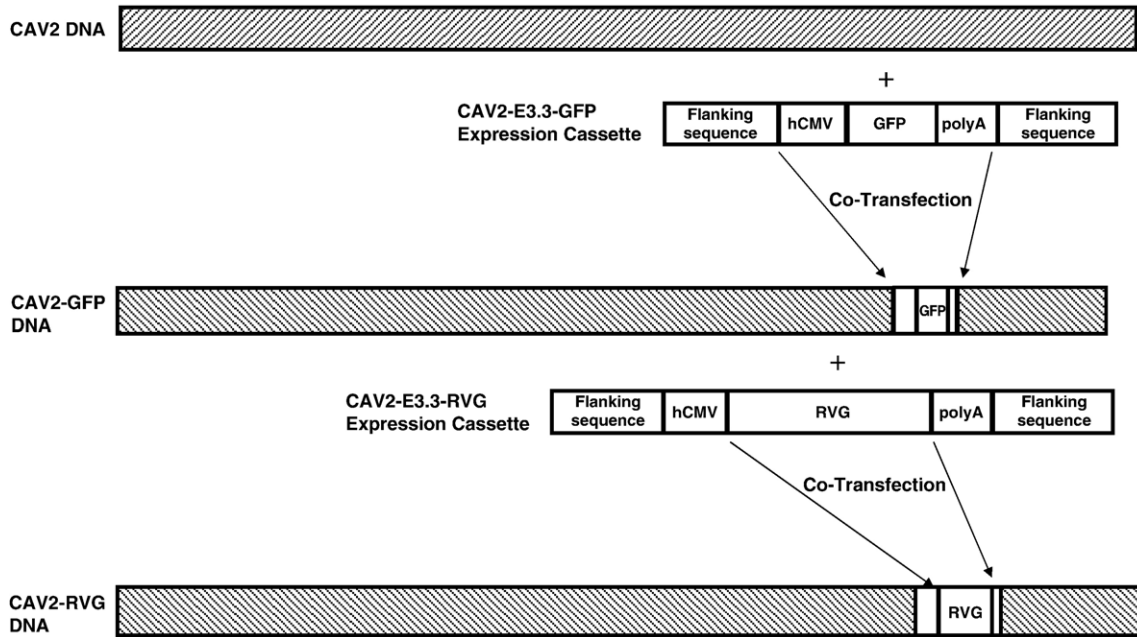 CAV2 DNA
+
CAV2-E3.3-GFP
Expression Cassette
Flanking
sequence
hCMV
GFP
polyA
Flanking
sequence
Co-Transfection
CAV2-GFP
DNA
GFP
+
CAV2-E3.3-RVG
Expression Cassette
Flanking
sequence
hCMV
RVG
polyA
Flanking
sequence
Co-Transfection
CAV2-RVG
DNA
RVG